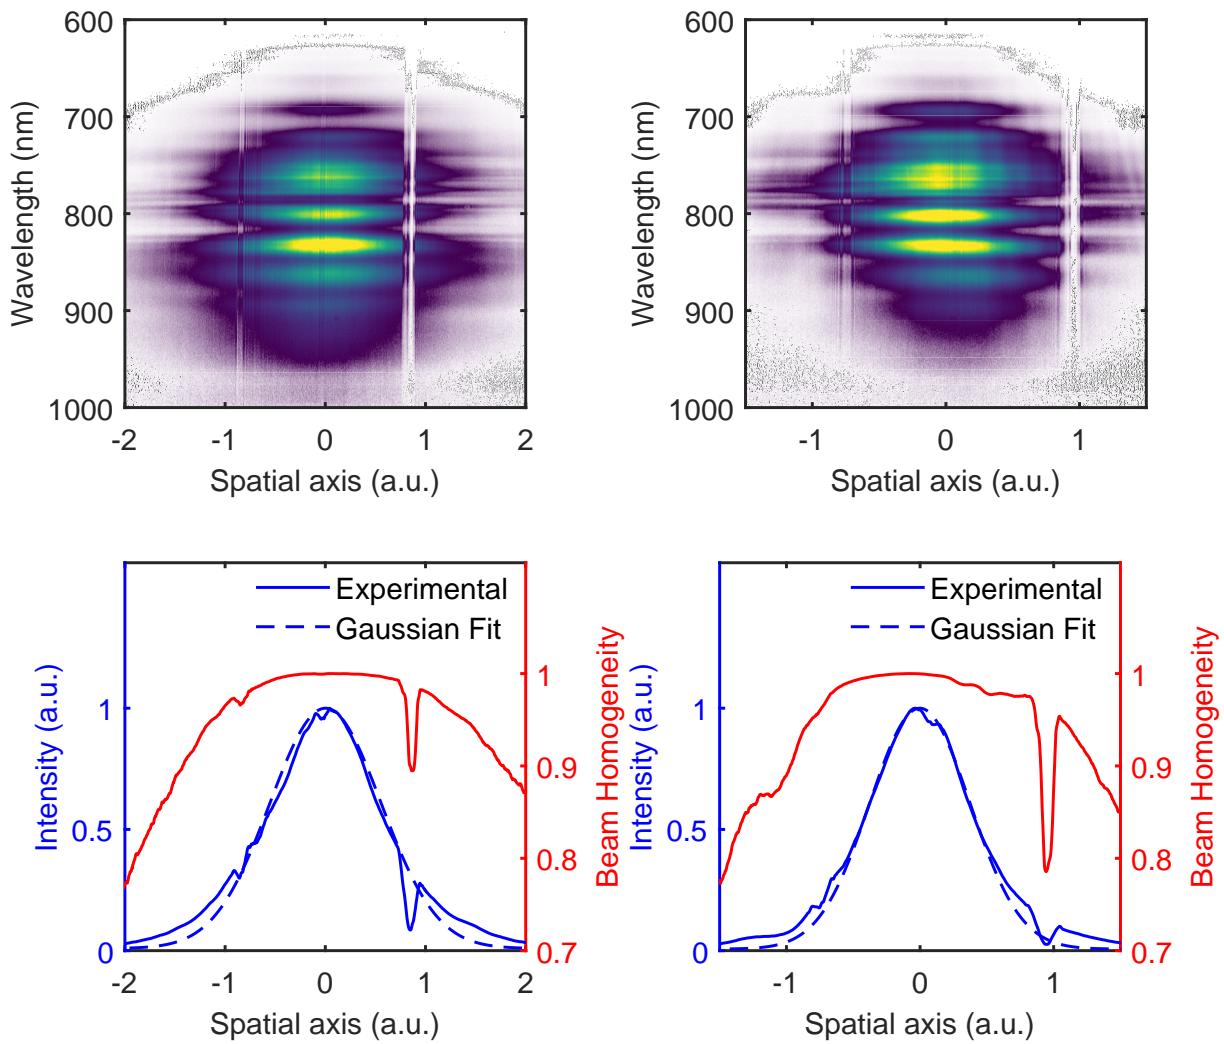 600
700
800
900
1000
Wavelength (nm)
-2
-1
0
1
2
Spatial axis (a.u.)
600
700
800
900
1000
Wavelength (nm)
-1
0
1
Spatial axis (a.u.)
Experimental
Gaussian Fit
1
0.5
0
Intensity (a.u.)
1
0.9
0.8
0.7
Beam Homogeneity
-2
-1
0
1
2
Spatial axis (a.u.)
Experimental
Gaussian Fit
1
0.5
0
Intensity (a.u.)
1
0.9
0.8
0.7
Beam Homogeneity
-1
0
1
Spatial axis (a.u.)